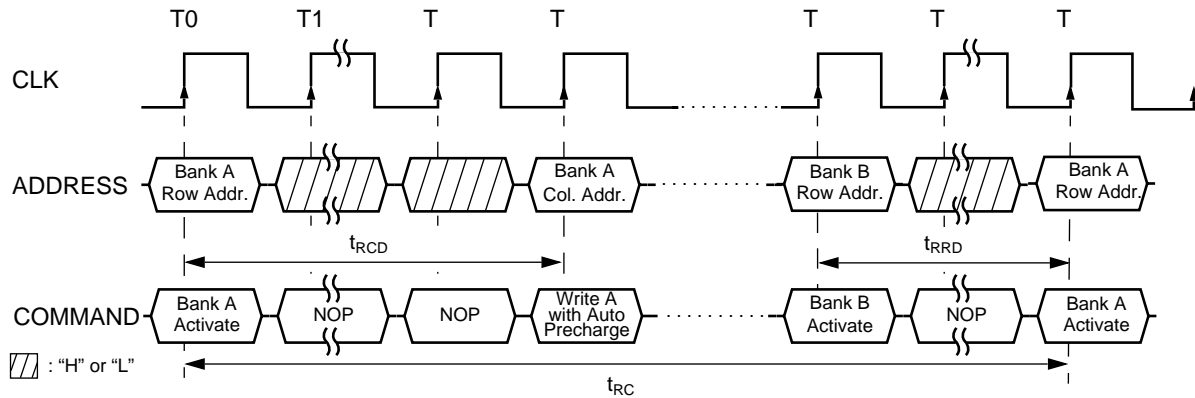 T0 T1 T T T T T
CLK
Bank A Bank A Bank B Bank A
ADDRESS Row Addr. Col. Addr. Row Addr. Row Addr.
tRCD tRRD
Bank A NOP NOP Write A with Auto Precharge Bank B NOP Bank A
COMMAND Activate Activate Activate
: “H” or “L”
tRC